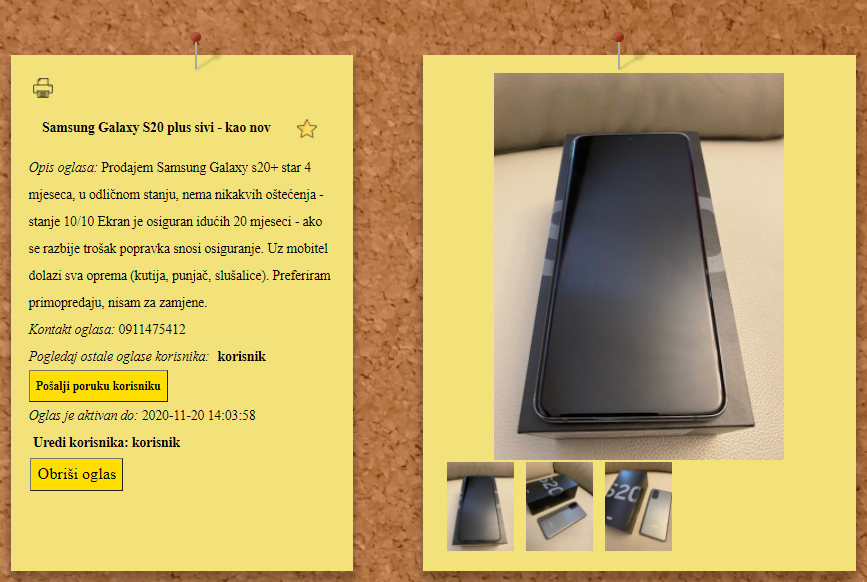 Samsung Galaxy S20 plus sivi - kao nov
Opis oglasa: Prodajem Samsung Galaxy s20+ star 4
mjeseca, u odličnom stanju, nema nikakvih oštećenja -
stanje 10/10 Ekran je osiguran idućih 20 mjeseci - ako
se razbije trošak popravka snosi osiguranje. Uz mobitel
dolazi sva oprema (kutija, punjač, slušalice). Preferiram
primopredaju, nisam za zamjene.
Kontakt oglasa: 0911475412
Pogledaj ostale oglase korisnika: korisnik
Pošalji poruku korisniku
Oglas je aktivan do: 2020-11-20 14:03:58
Uredi korisnika: korisnik
Obriši oglas
S20
S20